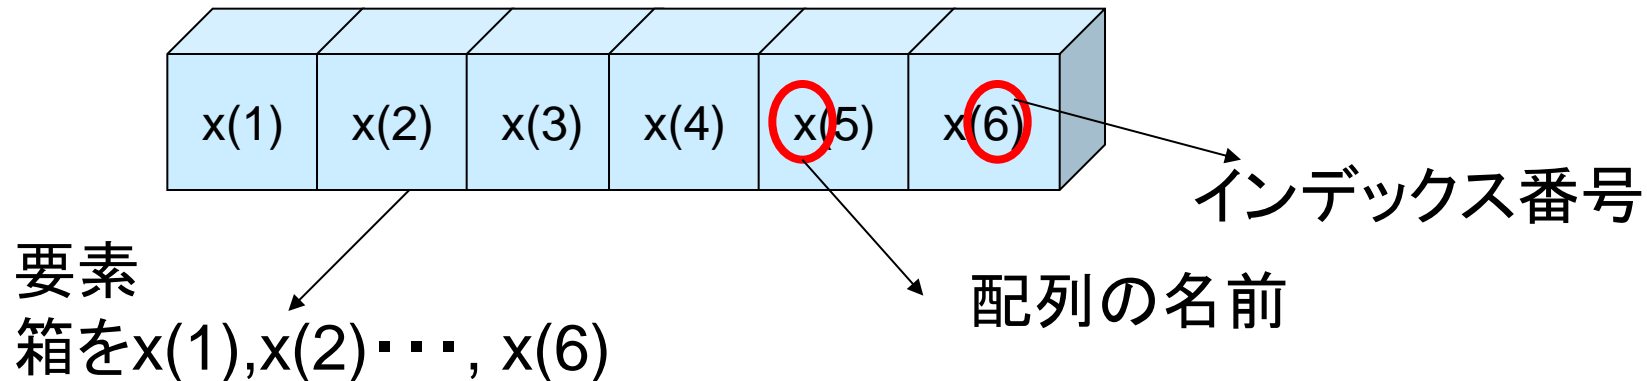 x(1) x(2) x(3) x(4) x(5) x(6)
インデックス番号
要素
配列の名前
箱をx(1),x(2)・・・, x(6)